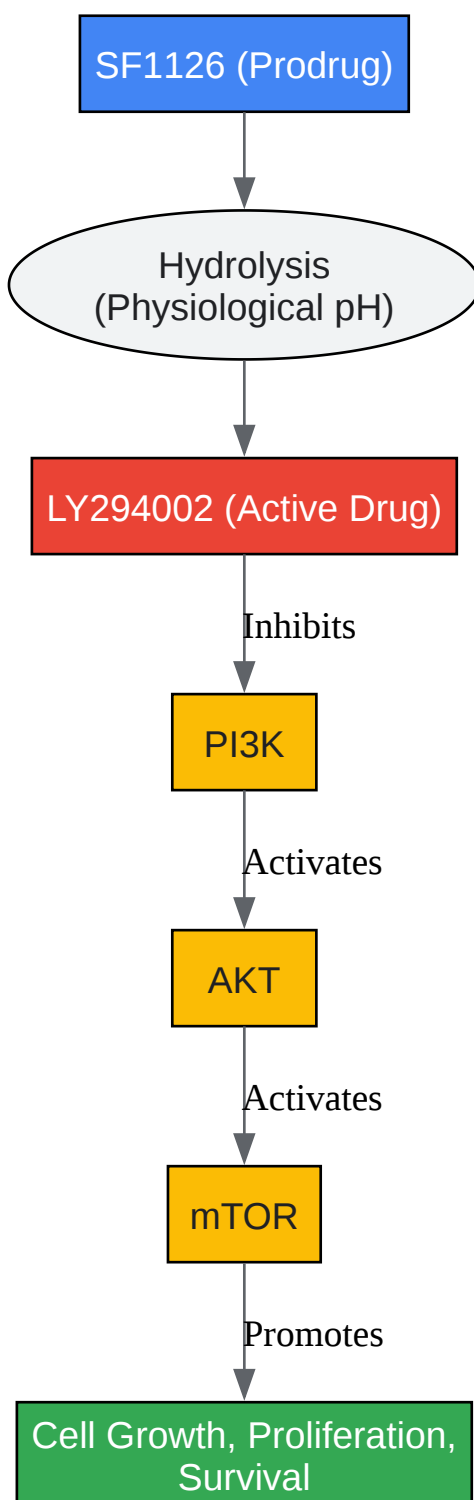 SF1126 (Prodrug)
Hydrolysis
(Physiological pH)
LY294002 (Active Drug)
Inhibits
PI3K
Activates
AKT
Activates
mTOR
Promotes
Cell Growth, Proliferation,
Survival